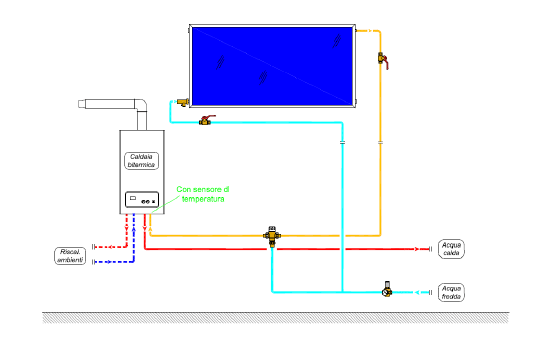 Caldaia
bitermica
Con sensore di
temperatura
Riscal.
ambienti
Acqua
calda
Acqua
fredda